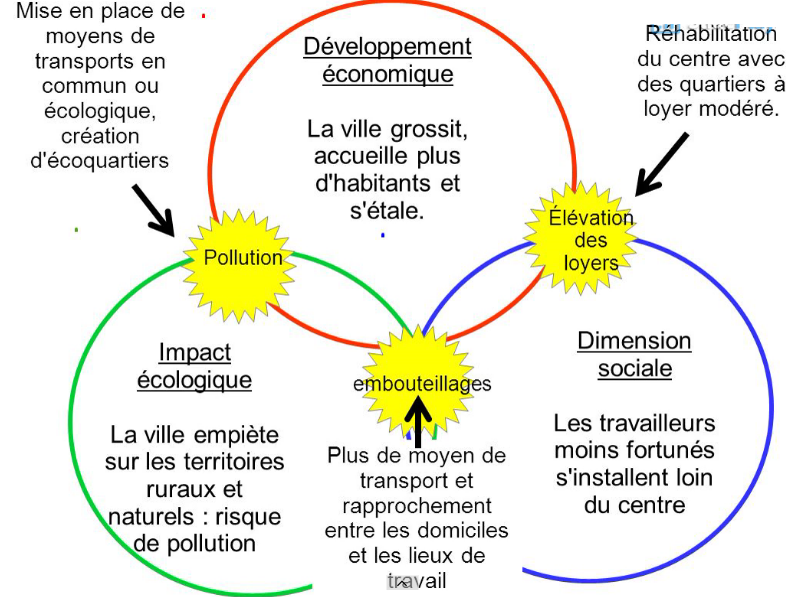 Mise en place de
moyens de
transports en
commun ou
écologique,
création
d'écoquartiers
Développement
économique
La ville grossit,
accueille plus
d'habitants et
s'étale.
Réhabilitation
du centre avec
des quartiers à
loyer modéré.
Pollution
Élévation
des
loyers
embouteillages
Impact
écologique
La ville empiète
sur les territoires
ruraux et
naturels : risque
de pollution
Dimension
sociale
Les travailleurs
moins fortunés
s'installent loin
du centre
Plus de moyen de
transport et
rapprochement
entre les domiciles
et les lieux de
travail